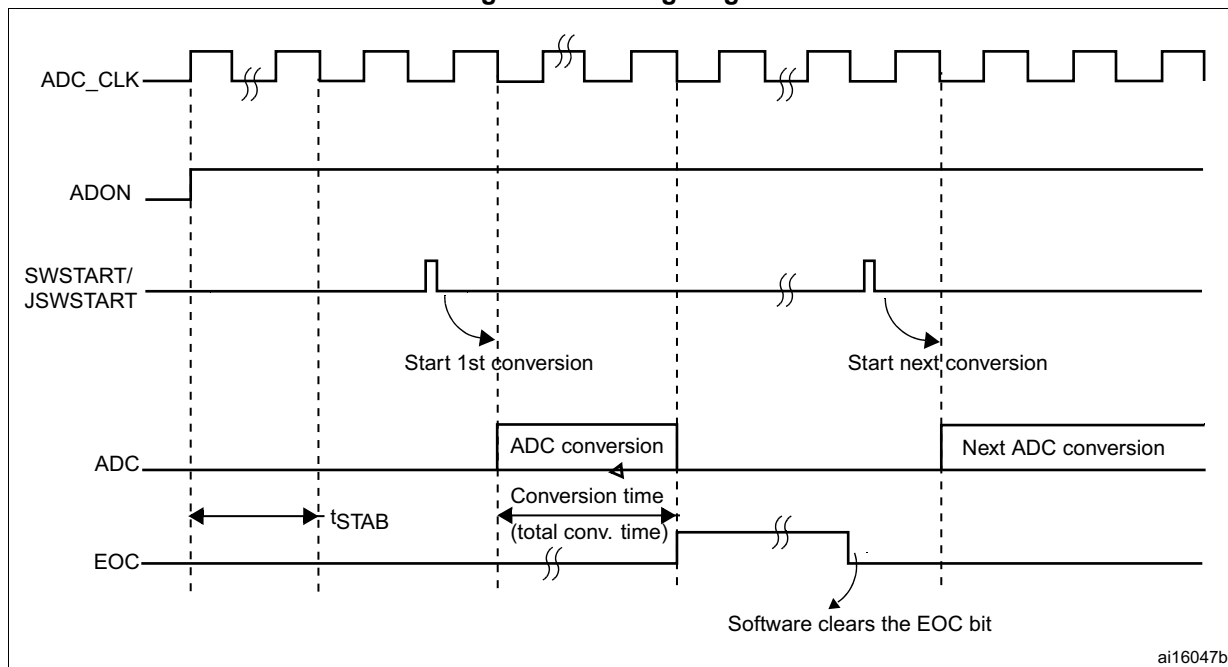 ADC_CLK
ADON
SWSTART/
JSWSTART
Start 1st conversion
Start next conversion
ADC
ADC conversion
Next ADC conversion
Conversion time
(total conv. time)
tSTAB
EOC
Software clears the EOC bit
ai16047b